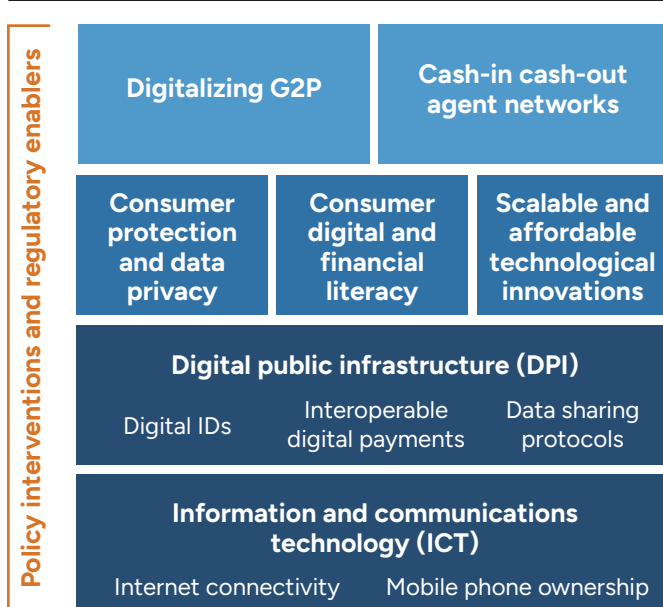 Policy interventions and regulatory enablers
Digitalizing G2P
Cash-in cash-out
agent networks
Consumer
protection
and data
privacy
Consumer
digital and
financial
literacy
Scalable and
affordable
technological
innovations
Digital public infrastructure (DPI)
Digital IDs
Interoperable
digital payments
Data sharing
protocols
Information and communications
technology (ICT)
Internet connectivity
Mobile phone ownership